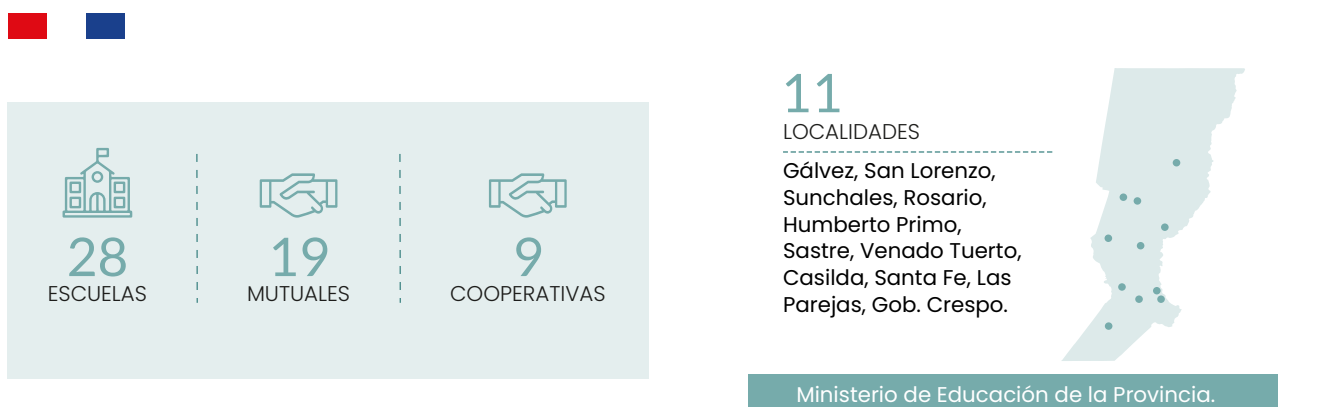 28
ESCUELAS
19
MUTUALES
9
COOPERATIVAS
11
LOCALIDADES
Gálvez, San Lorenzo,
Sunchales, Rosario,
Humberto Primo,
Sastre, Venado Tuerto,
Casilda, Santa Fe, Las
Parejas, Gob. Crespo.
Ministerio de Educación de la Provincia.